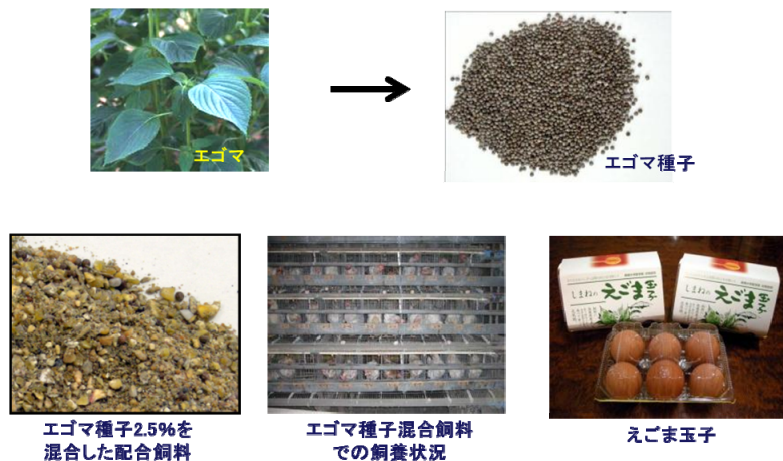 エゴマ
エゴマ種子
エゴマ種子2.5%を
混合した配合飼料
エゴマ種子混合飼料
での飼養状況
しまねの
えごま玉子
しまねの
えごま玉子
えごま玉子